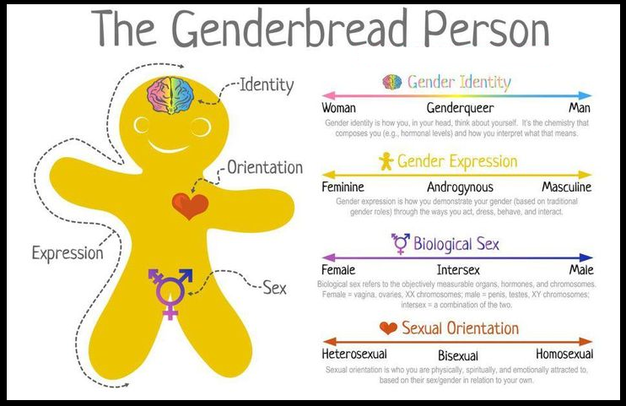 The Genderbread Person
Identity
Orientation
Expression
Sex
Gender Identity
Woman Genderqueer Man
Gender identity is how you, in your head, think about yourself. It's the chemistry that
composes you (e.g., hormonal levels) and how you interpret what that means.
Gender Expression
Feminine Androgynous Masculine
Gender expression is how you demonstrate your gender (based on traditional
gender roles) through the ways you act, dress, behave, and interact.
Biological Sex
Female Intersex Male
Biological sex refers to the objectively measurable organs, hormones, and chromosomes.
Female = vagina, ovaries, XX chromosomes; male = penis, testes, XY chromosomes;
intersex = a combination of the two.
Sexual Orientation
Heterosexual Bisexual Homosexual
Sexual orientation is who you are physically, spiritually, and emotionally attracted to,
based on their sex/gender in relation to your own.